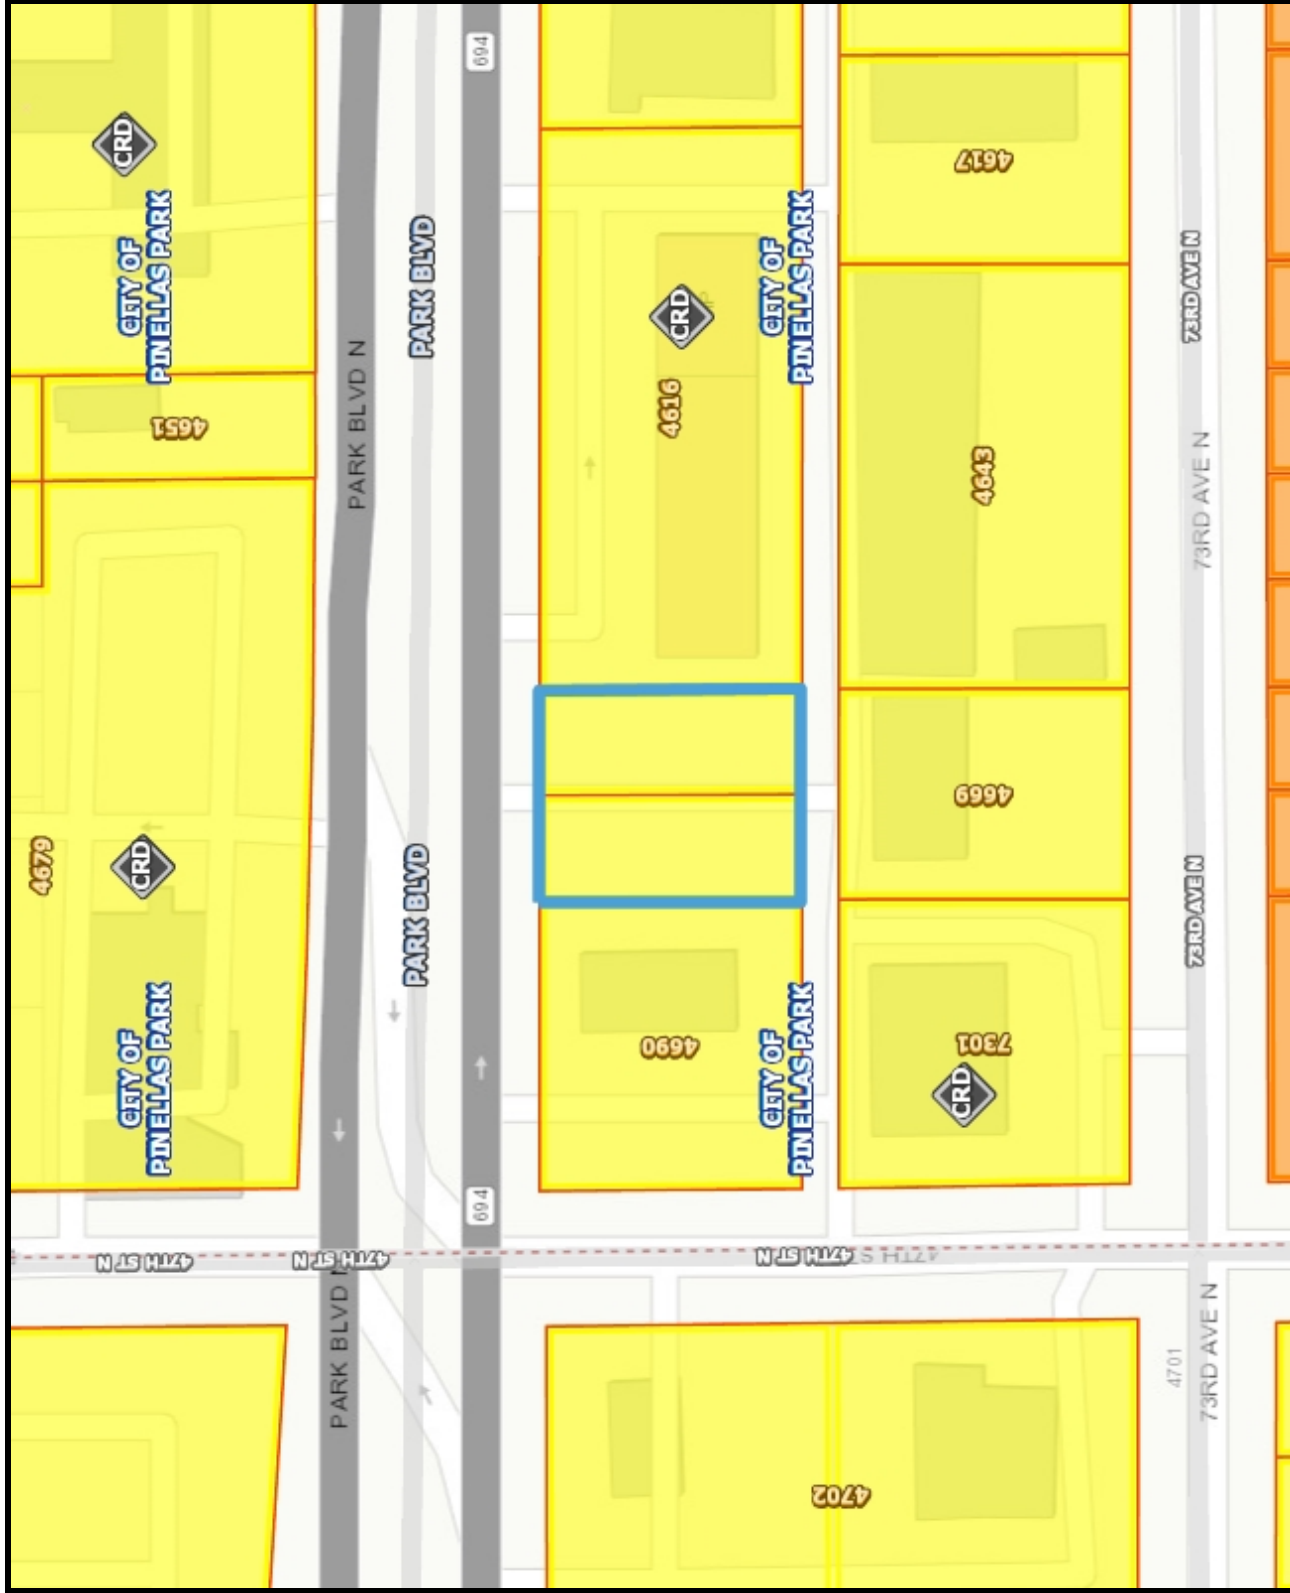 694
CRD
4617
CITY OF
PINELLAS PARK
CITY OF
PINELLAS PARK
PARK BLVD
73RD AVE N
CRD
PARK BLVD N
4651
4616
4643
73RD AVE N
4679
CRD
PARK BLVD
4669
73RD AVE N
CITY OF
PINELLAS PARK
4690
CITY OF
PINELLAS PARK
7301
CRD
694
47TH ST N
47TH ST N
47TH ST N
47TH S
PARK BLVD N
73RD AVE N
4701
4702